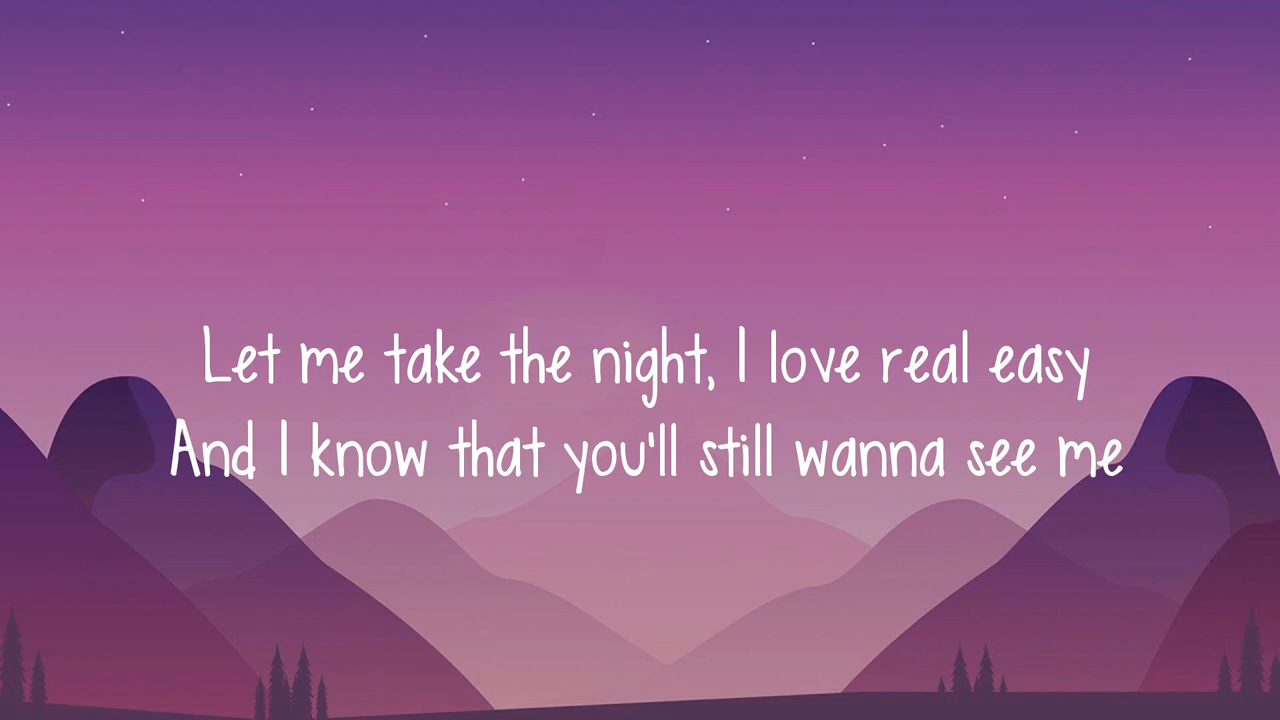 Let me take the night, I love real easy
And I know that you'll still wanna see me